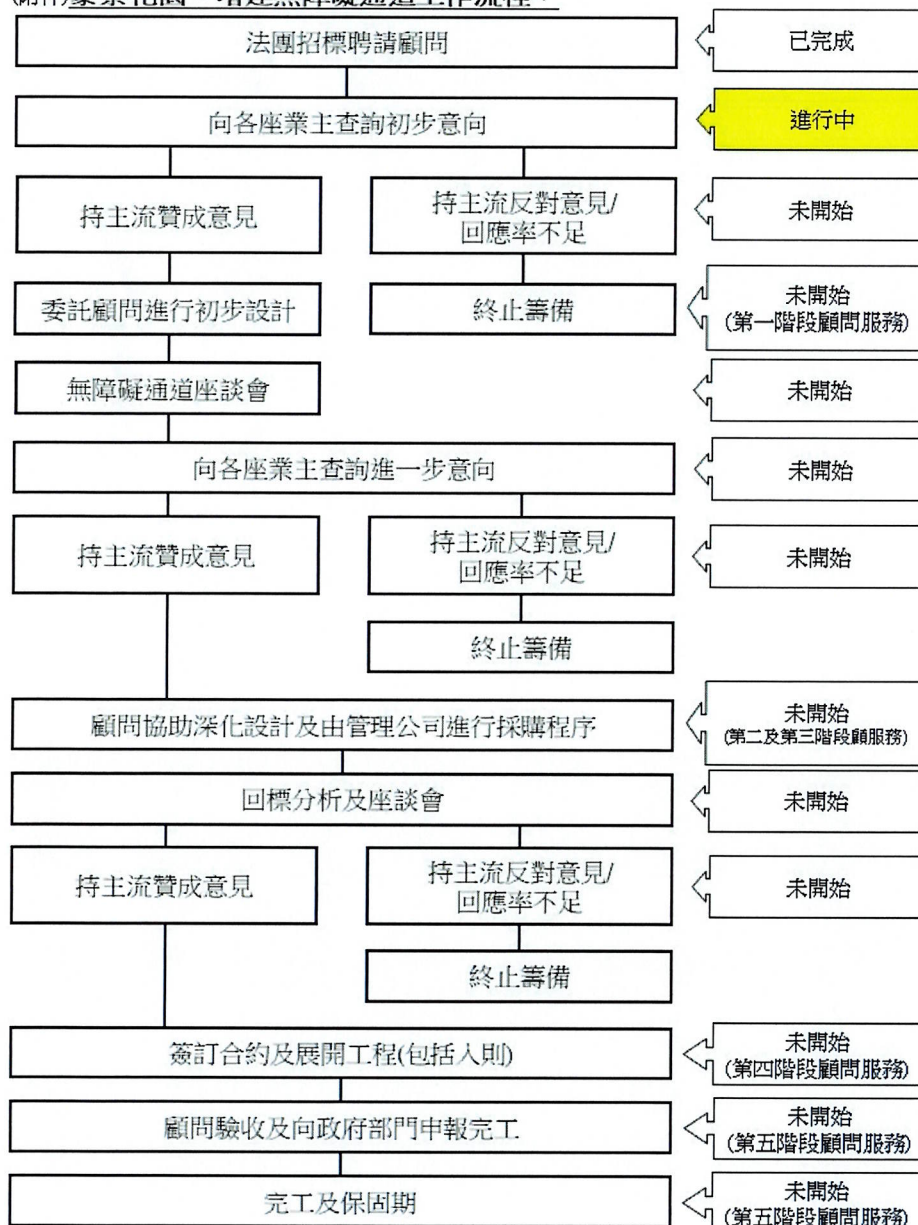 法團招標聘請顧問
已完成
向各座業主查詢初步意向
進行中
持主流贊成意見
持主流反對意見/
回應率不足
未開始
委託顧問進行初步設計
終止籌備
未開始
(第一階段顧問服務)
無障礙通道座談會
未開始
向各座業主查詢進一步意向
未開始
持主流贊成意見
持主流反對意見/
回應率不足
未開始
終止籌備
顧問協助深化設計及由管理公司進行採購程序
未開始
(第二及第三階段顧服務)
回標分析及座談會
未開始
持主流贊成意見
持主流反對意見/
回應率不足
未開始
終止籌備
簽訂合約及展開工程(包括入則)
未開始
(第四階段顧問服務)
顧問驗收及向政府部門申報完工
未開始
(第五階段顧問服務)
完工及保固期
未開始
(第五階段顧問服務)